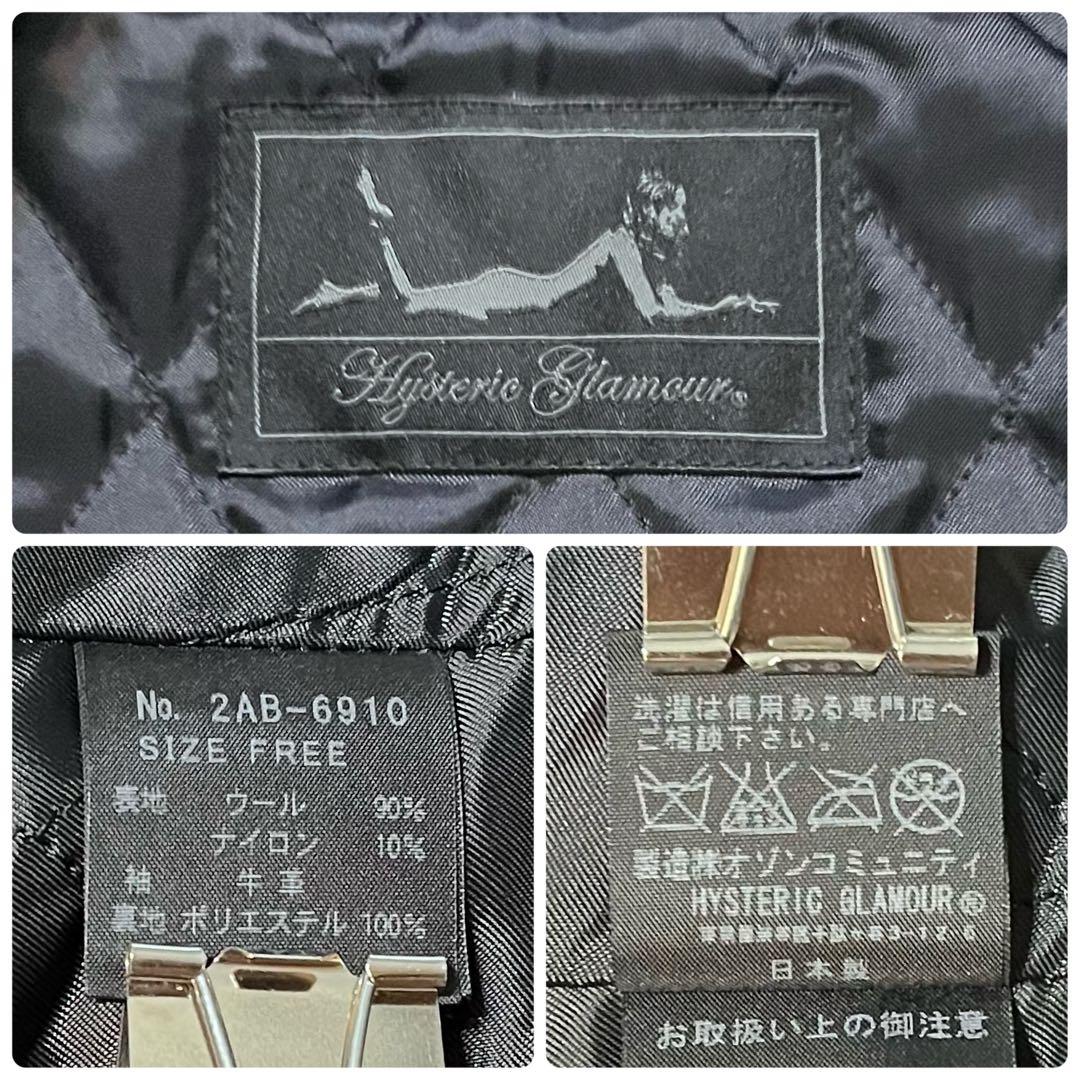 Hysteric Glamour®
No. 2AB-6910
SIZE FREE
表地 ウール 90%
ナイロン 10%
袖 牛革
裏地 ポリエステル 100%
洗濯は信用ある専門店へ
ご相談下さい。
製造㈱オゾンコミュニティ
HYSTERIC GLAMOUR®
日本製
お取扱い上の御注意